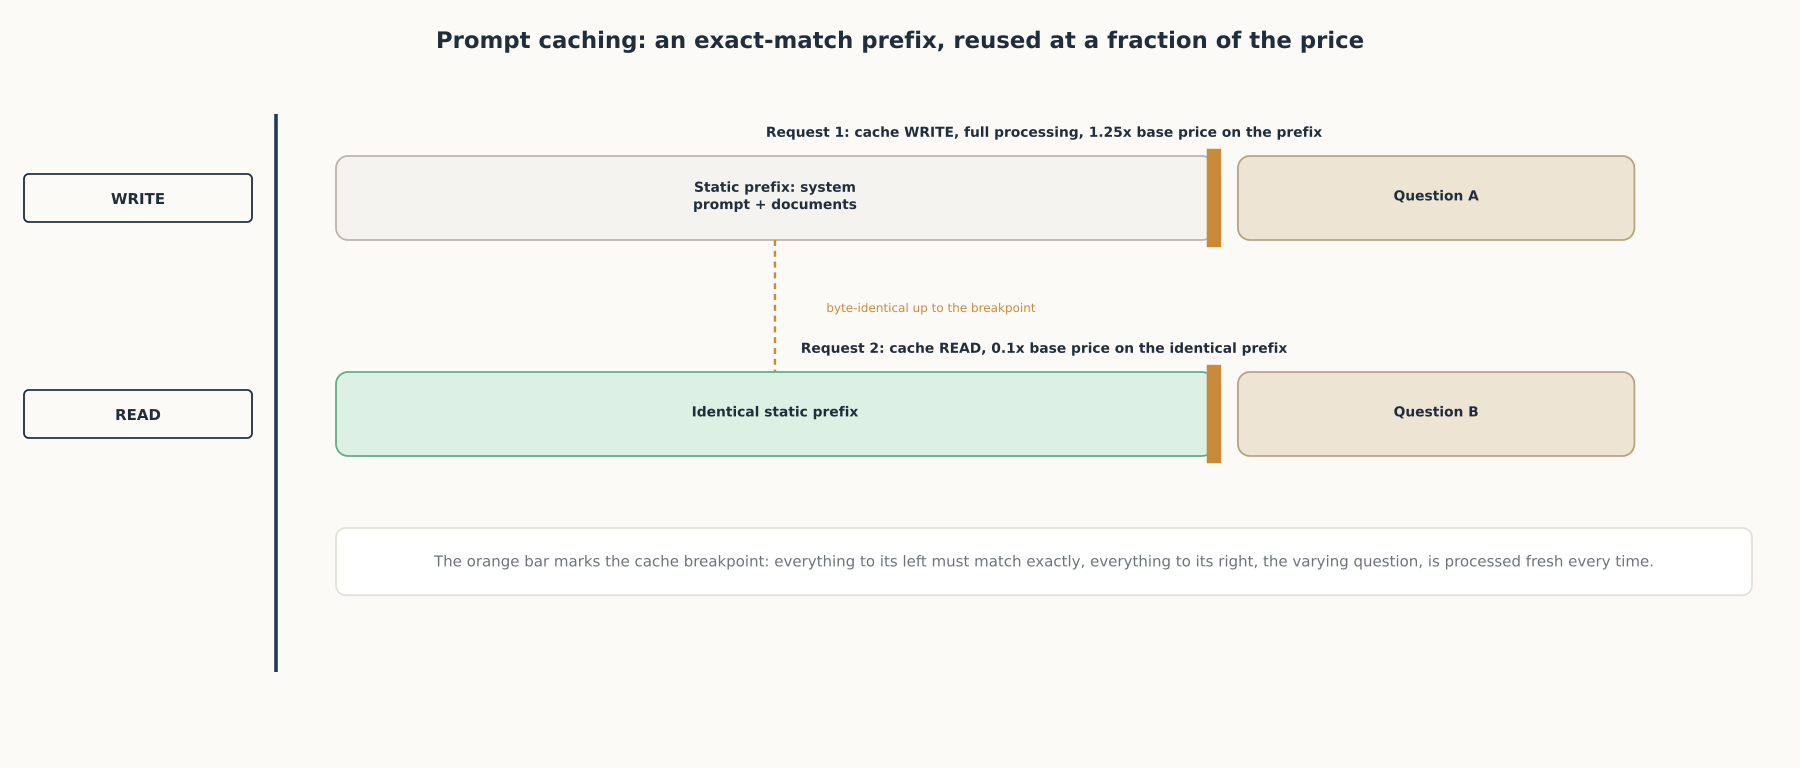 Prompt caching: an exact-match prefix, reused at a fraction of the price
Request 1: cache WRITE, full processing, 1.25x base price on the prefix
WRITE
Static prefix: system
prompt + documents
Question A
byte-identical up to the breakpoint
Request 2: cache READ, 0.1x base price on the identical prefix
READ
Identical static prefix
Question B
The orange bar marks the cache breakpoint: everything to its left must match exactly, everything to its right, the varying question, is processed fresh every time.